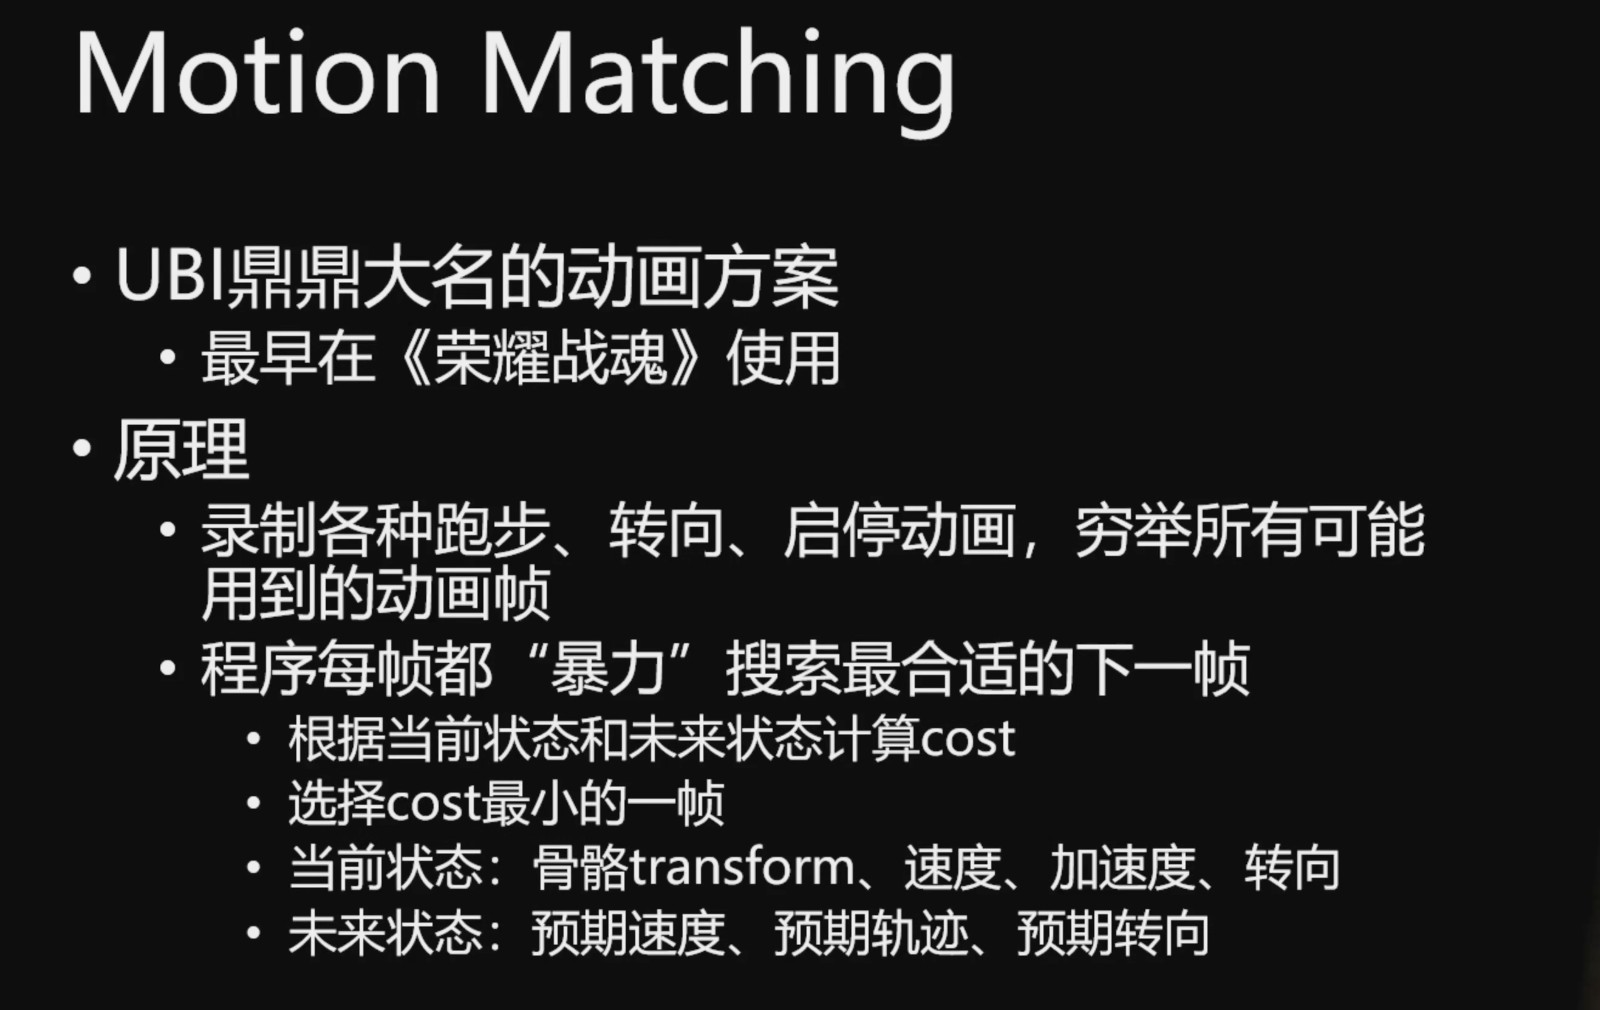 Motion Matching
• UBI鼎鼎大名的动画方案
• 最早在《荣耀战魂》使用
• 原理
• 录制各种跑步、转向、启停动画，穷举所有可能
用到的动画帧
• 程序每帧都“暴力”搜索最合适的下一帧
• 根据当前状态和未来状态计算cost
• 选择cost最小的一帧
• 当前状态：骨骼transform、速度、加速度、转向
• 未来状态：预期速度、预期轨迹、预期转向